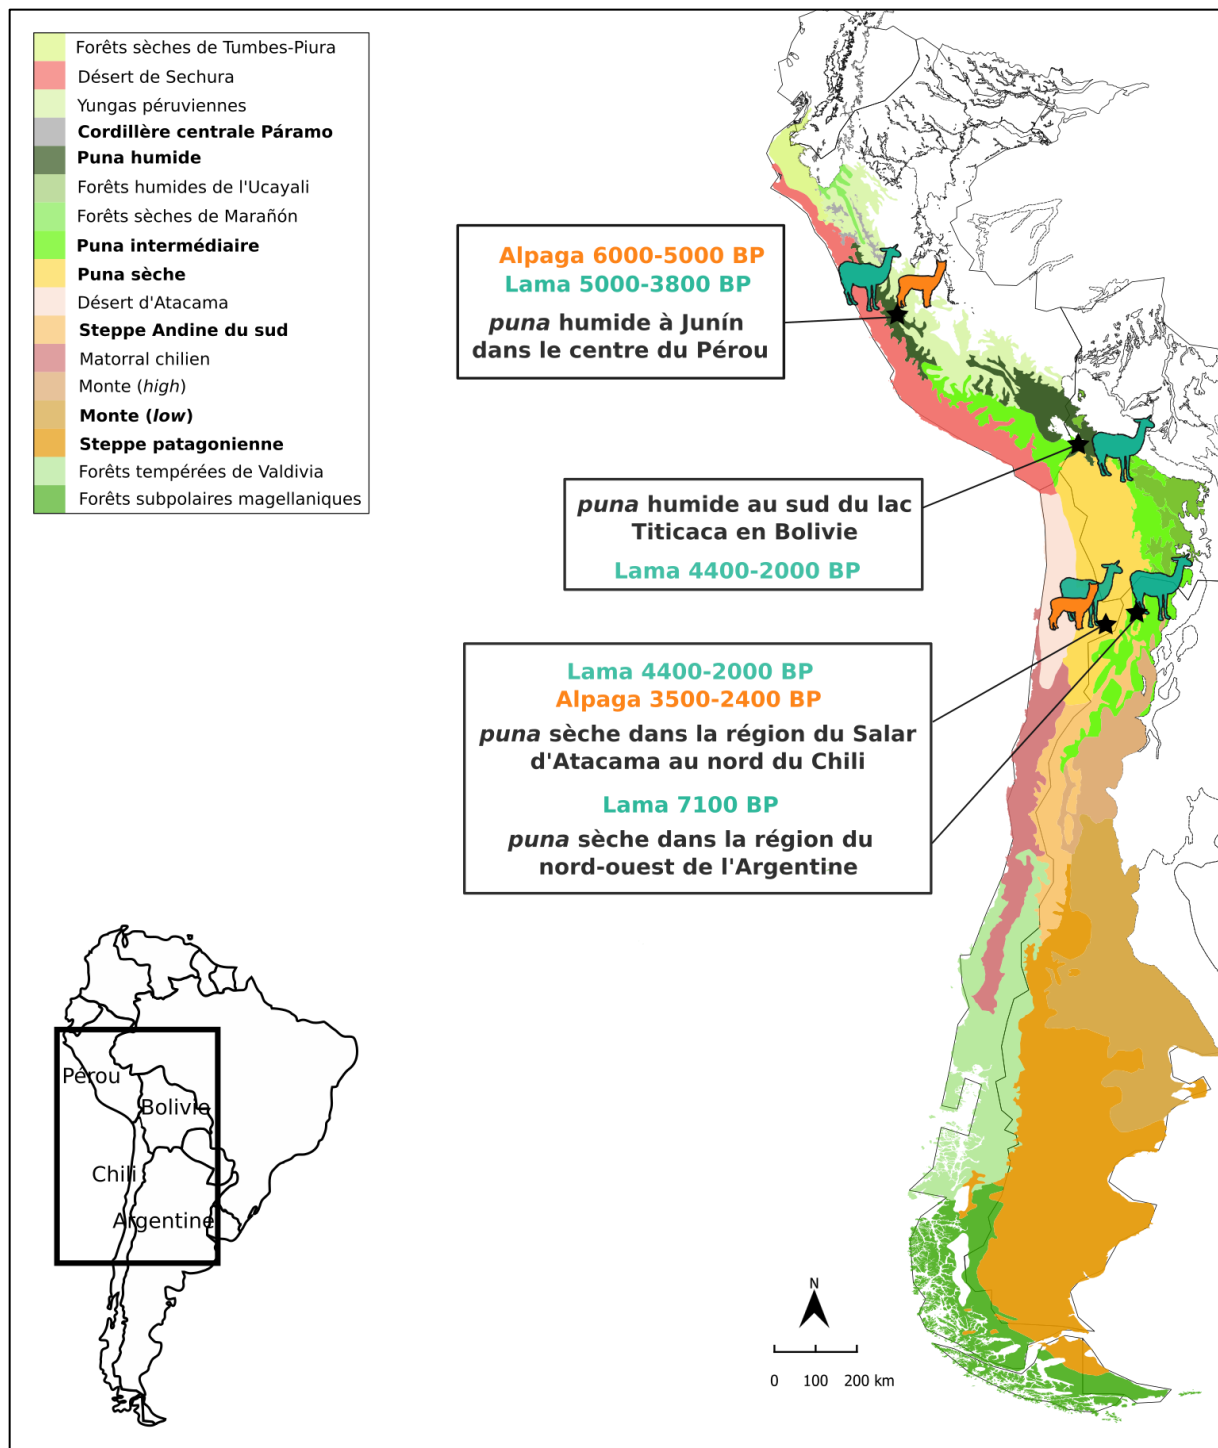 Forêts sèches de Tumbes-Piura
Désert de Sechura
Yungas péruviennes
Cordillère centrale Páramo
Puna humide
Forêts humides de l'Ucayali
Forêts sèches de Marañón
Puna intermédiaire
Puna sèche
Désert d'Atacama
Steppe Andine du sud
Matorral chilien
Monte (high)
Monte (low)
Steppe patagonienne
Forêts tempérées de Valdivia
Forêts subpolaires magellaniques
Alpaga 6000-5000 BP
Lama 5000-3800 BP
puna humide à Junín
dans le centre du Pérou
puna humide au sud du lac
Titicaca en Bolivie
Lama 4400-2000 BP
Lama 4400-2000 BP
Alpaga 3500-2400 BP
puna sèche dans la région du Salar
d'Atacama au nord du Chili
Lama 7100 BP
puna sèche dans la région du
nord-ouest de l'Argentine
Pérou
Bolivie
Chili
Argentine
N
0 100 200 km